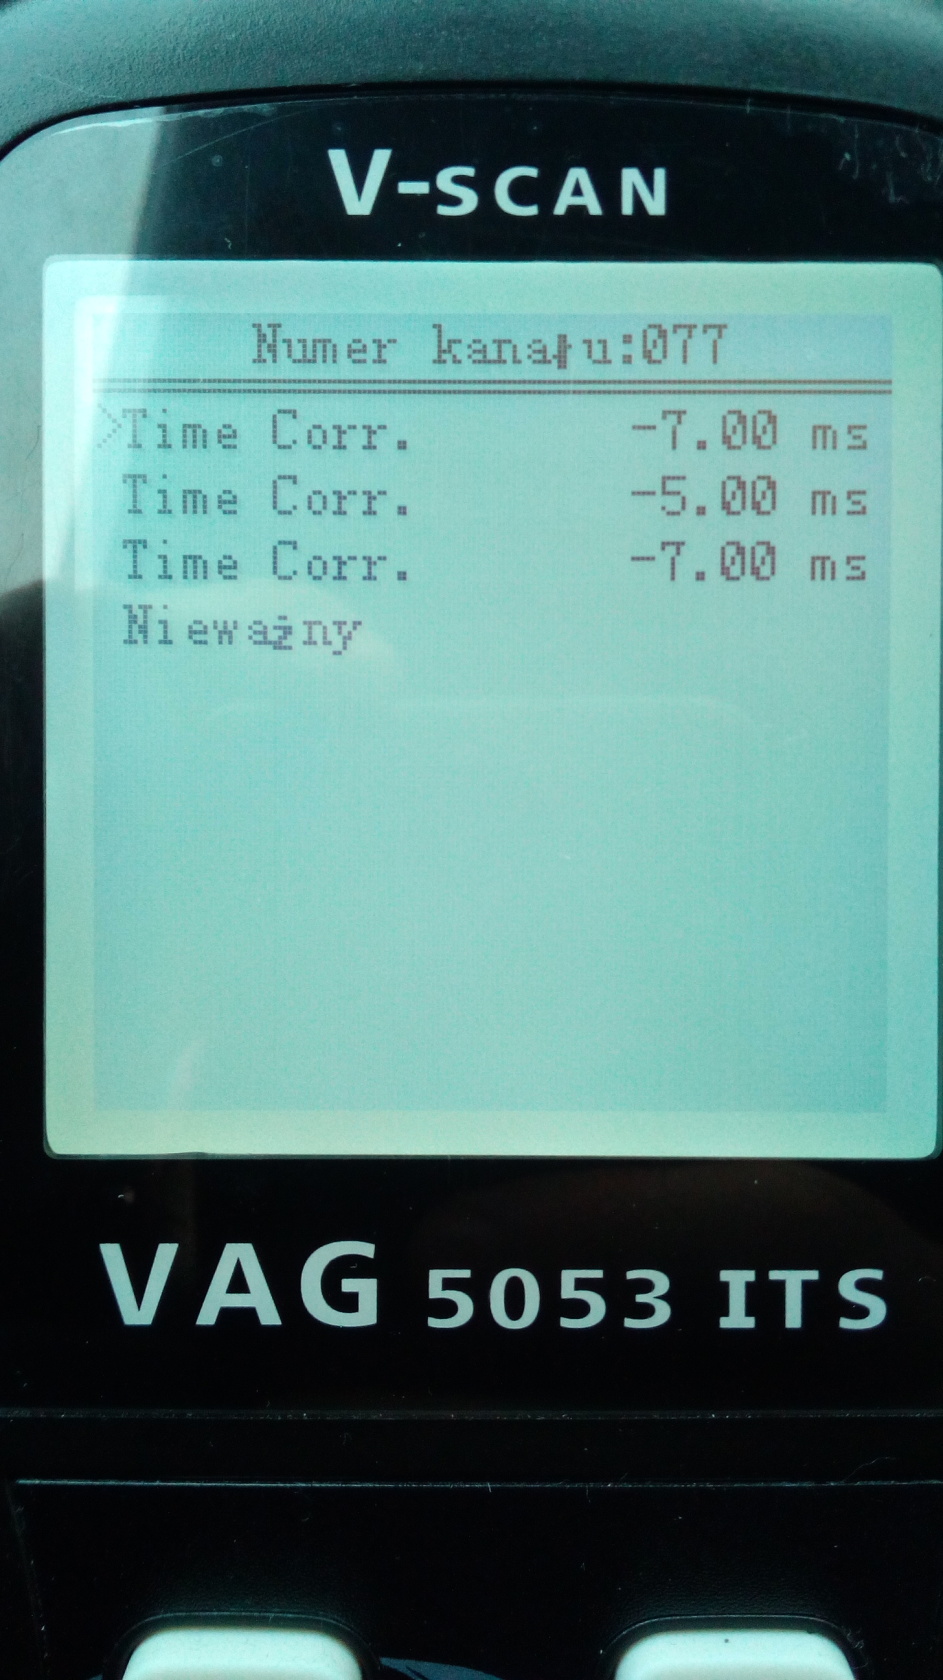 V-SCAN
Numer kanału:077
>Time Corr. -7.00 ms
Time Corr. -5.00 ms
Time Corr. -7.00 ms
Nieważny
VAG 5053 ITS